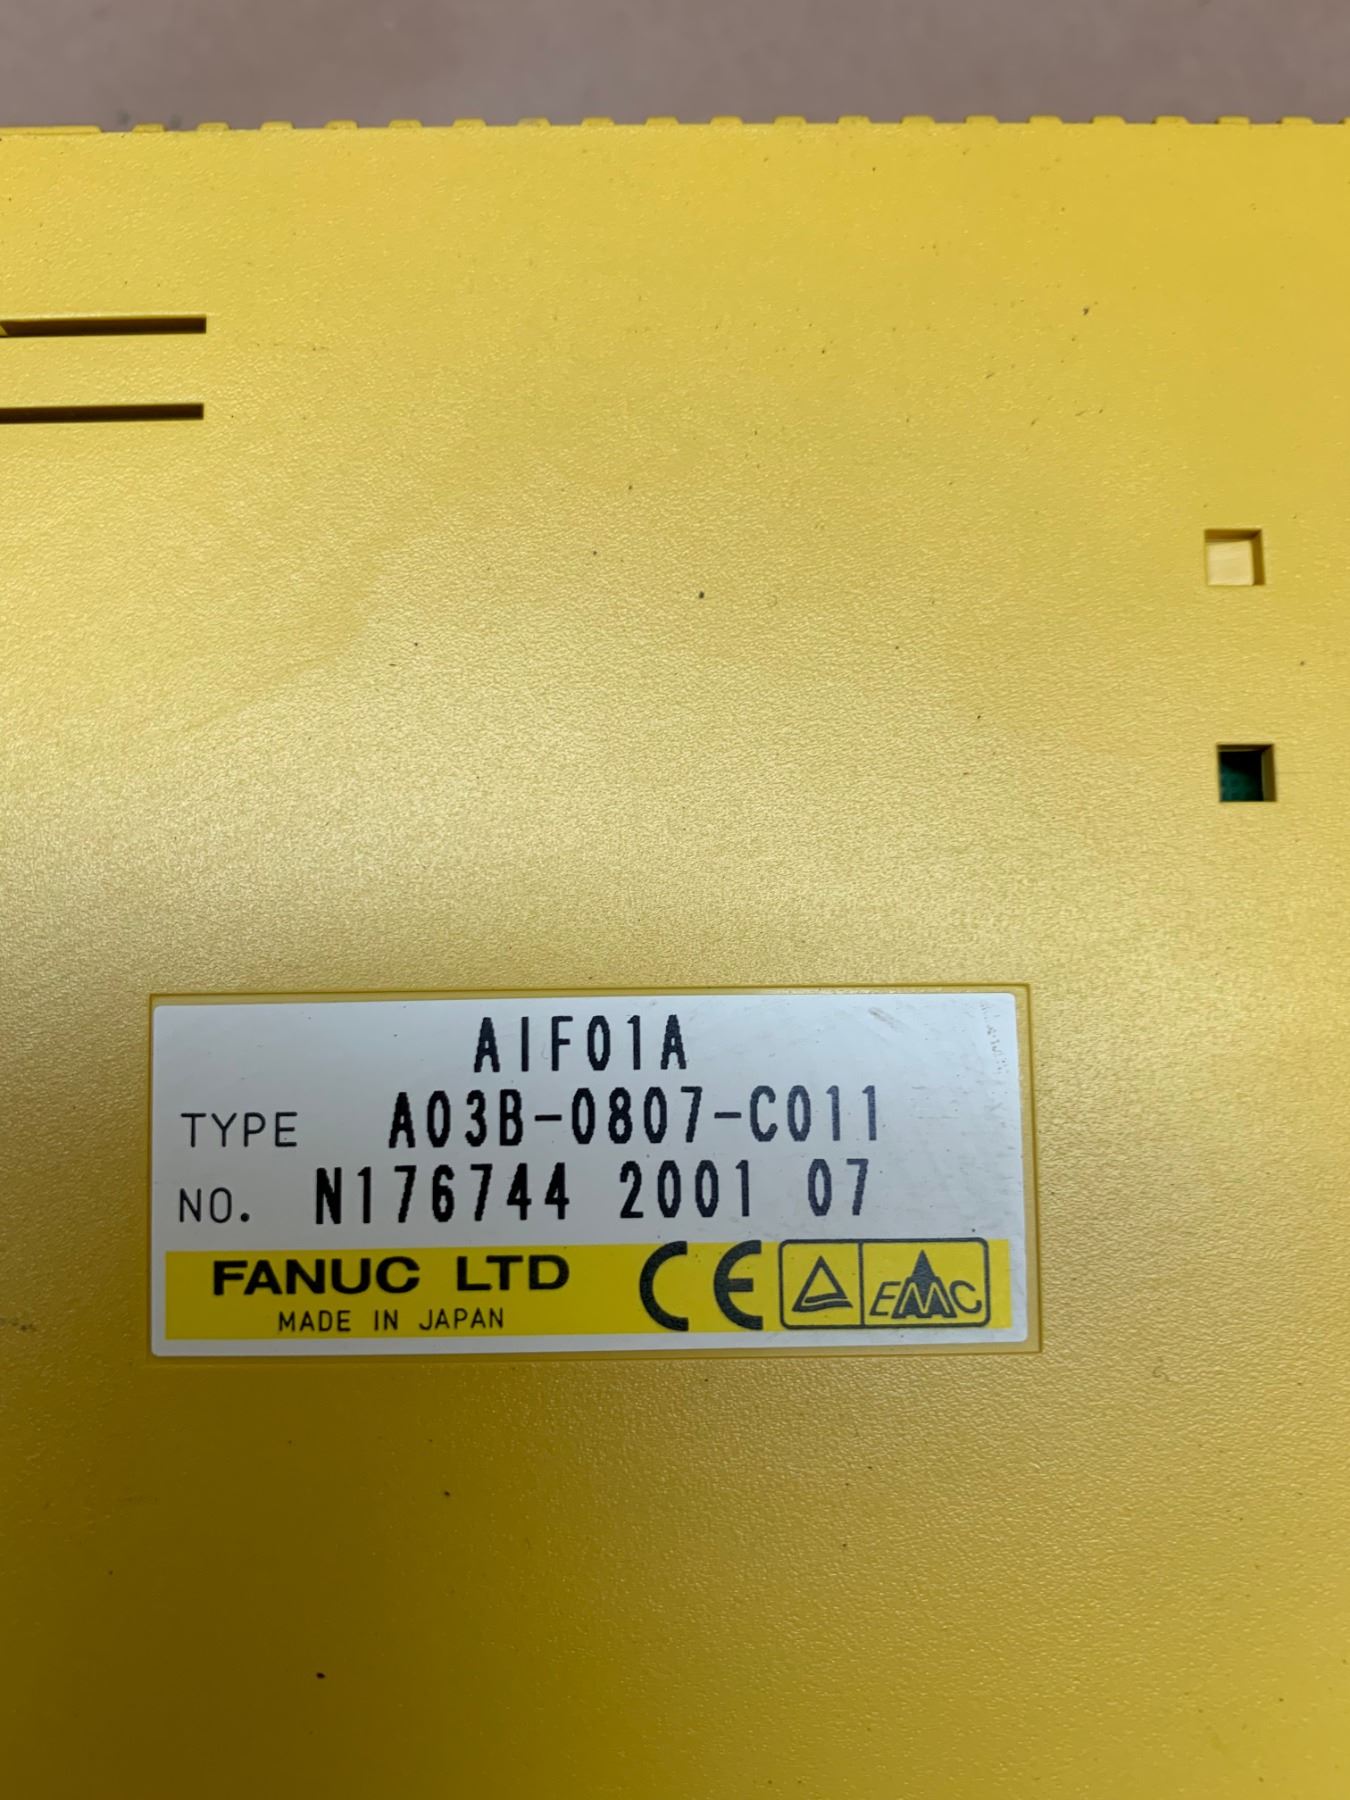 AIF01A
TYPE A03B-0807-C011
NO. N176744 2001 07
FANUC LTD CE EMC
MADE IN JAPAN